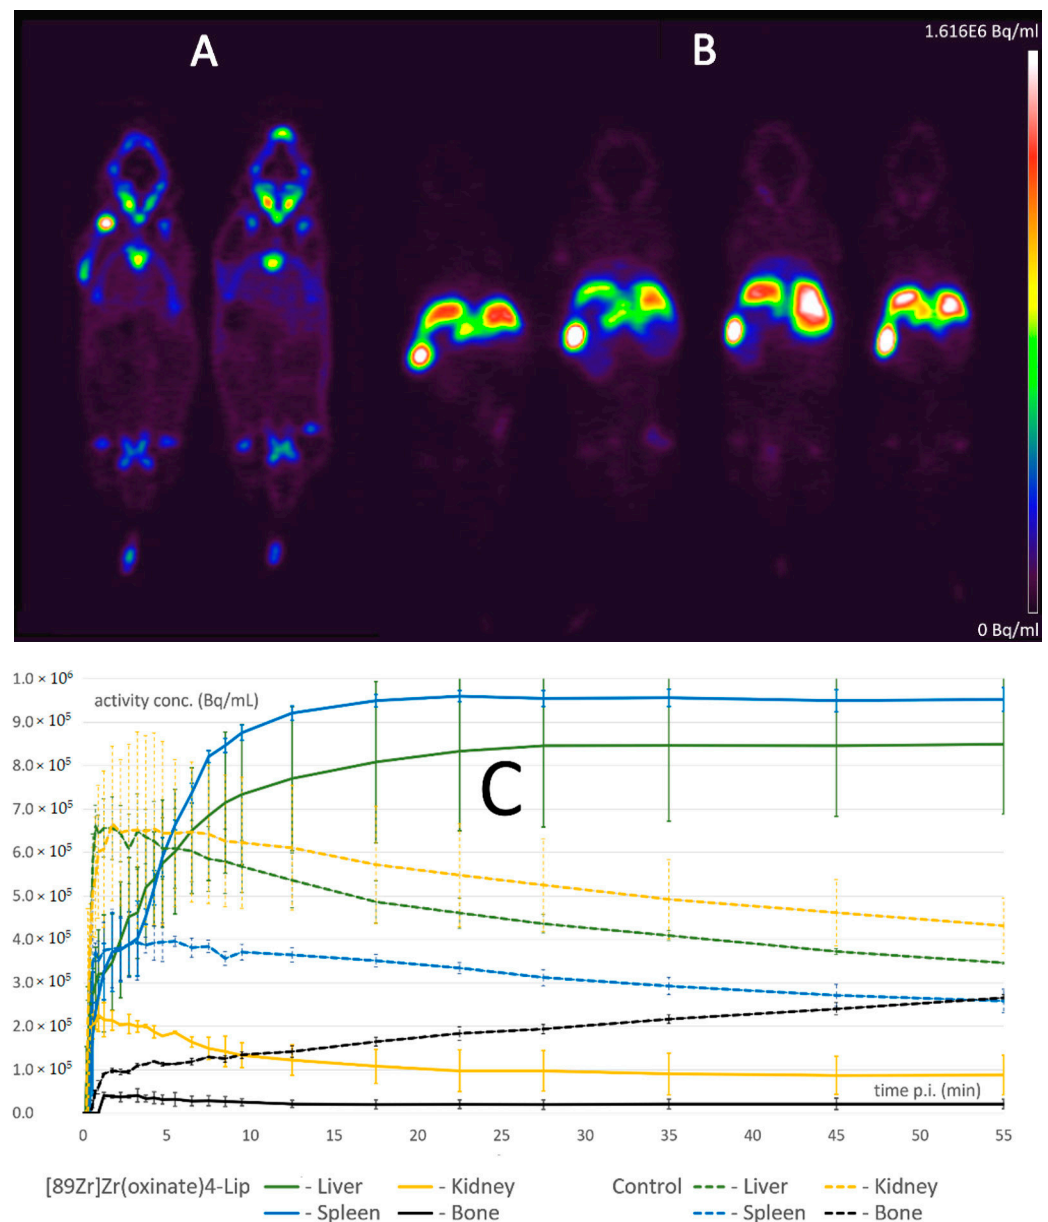 A
B
1.616E6 Bq/ml
0 Bq/ml
1.0 × 10⁶
activity conc. (Bq/mL)
9.0 × 10⁵
8.0 × 10⁵
C
7.0 × 10⁵
6.0 × 10⁵
5.0 × 10⁵
4.0 × 10⁵
3.0 × 10⁵
2.0 × 10⁵
1.0 × 10⁵
time p.i. (min)
0.0
0 5 10 15 20 25 30 35 40 45 50 55
[89Zr]Zr(oxinate)4-Lip - Liver - Kidney Control - Liver - Kidney
- Spleen - Bone - Spleen - Bone